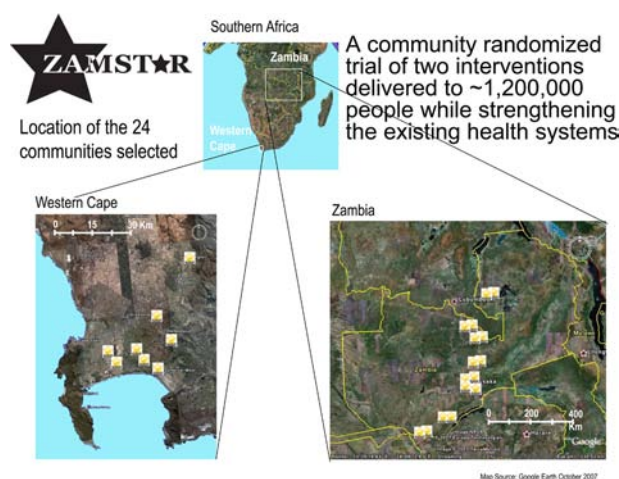 ZAMSTAR
Location of the 24
communities selected
Southern Africa
Zambia
Western
Cape
A community randomized
trial of two interventions
delivered to ~1,200,000
people while strengthening
the existing health systems
Western Cape
0 15 30 Km
Zambia
Zambia
0 200 400
Km
Google
Map Source: Google Earth October 2007